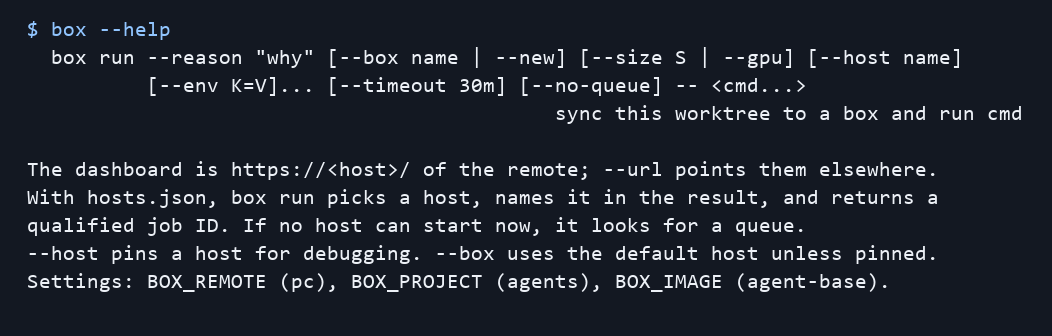 $ box --help
box run --reason "why" [--box name | --new] [--size S | --gpu] [--host name]
[--env K=V]... [--timeout 30m] [--no-queue] -- <cmd...>
sync this worktree to a box and run cmd
The dashboard is https://<host>/ of the remote; --url points them elsewhere.
With hosts.json, box run picks a host, names it in the result, and returns a
qualified job ID. If no host can start now, it looks for a queue.
--host pins a host for debugging. --box uses the default host unless pinned.
Settings: BOX_REMOTE (pc), BOX_PROJECT (agents), BOX_IMAGE (agent-base).